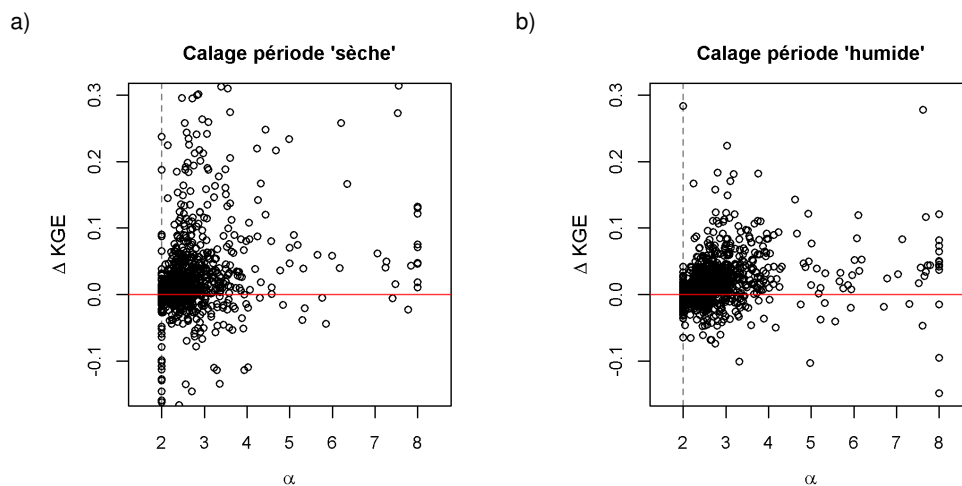 a)
Calage période 'sèche'
0.3
0.2
0.1
0.0
-0.1
Δ KGE
2 3 4 5 6 7 8
α
b)
Calage période 'humide'
0.3
0.2
0.1
0.0
-0.1
Δ KGE
2 3 4 5 6 7 8
α